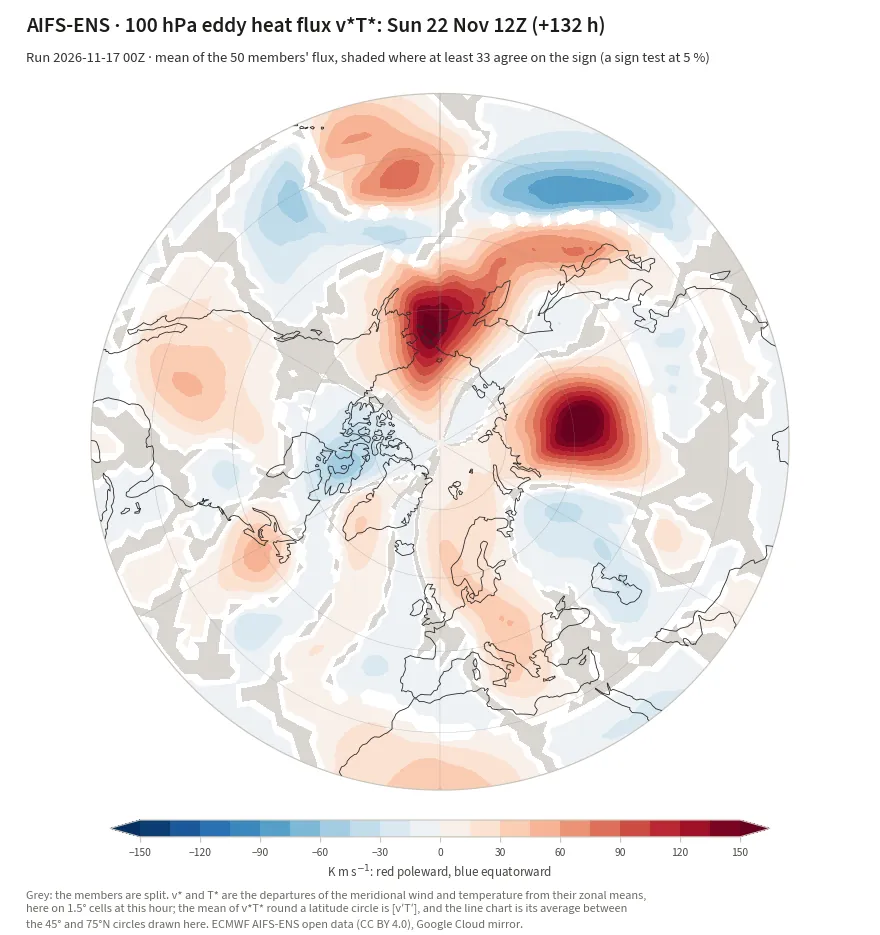 AIFS-ENS · 100 hPa eddy heat flux v*T*: Sun 22 Nov 12Z (+132 h)
Run 2026-11-17 00Z · mean of the 50 members' flux, shaded where at least 33 agree on the sign (a sign test at 5 %)
−150 −120 −90 −60 −30 0 30 60 90 120 150
K m s⁻¹: red poleward, blue equatorward
Grey: the members are split. v* and T* are the departures of the meridional wind and temperature from their zonal means,
here on 1.5° cells at this hour; the mean of v*T* round a latitude circle is [v′T′], and the line chart is its average between
the 45° and 75°N circles drawn here. ECMWF AIFS-ENS open data (CC BY 4.0), Google Cloud mirror.